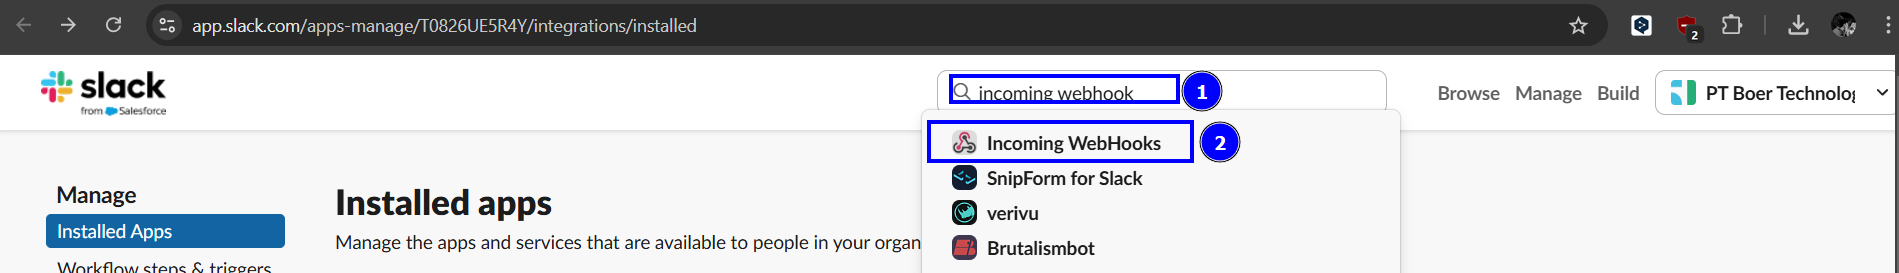 app.slack.com/apps-manage/T0826UE5R4Y/integrations/installed
2
slack
from Salesforce
incoming webhook
1
Browse Manage Build
PT Boer Technolog
Incoming WebHooks
2
SnipForm for Slack
verivu
Brutalismbot
Manage
Installed Apps
Workflow steps & triggers
Installed apps
Manage the apps and services that are available to people in your organ